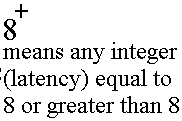 8+
means any integer
(latency) equal to
8 or greater than 8